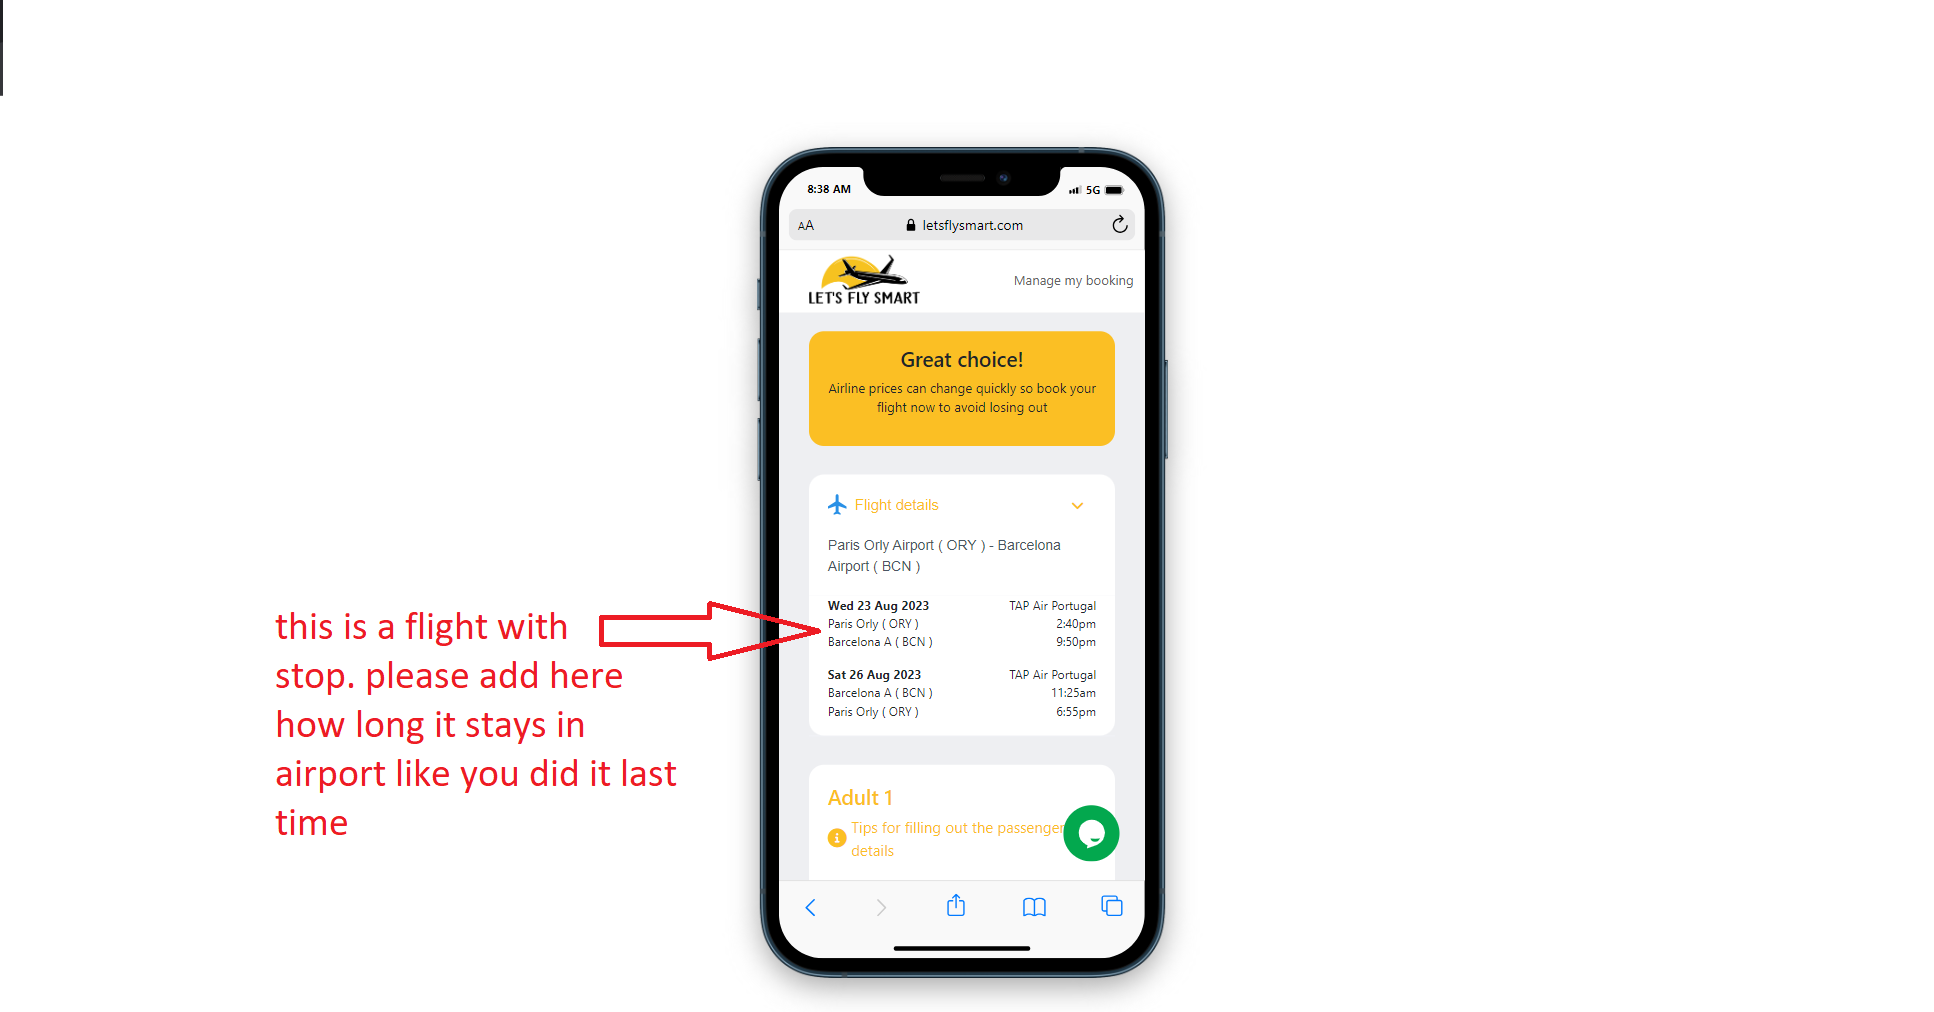 8:38 AM 5G
AA letsflysmart.com
LET'S FLY SMART
Manage my booking
Great choice!
Airline prices can change quickly so book your
flight now to avoid losing out
Flight details
Paris Orly Airport ( ORY ) - Barcelona
Airport ( BCN )
Wed 23 Aug 2023 TAP Air Portugal
Paris Orly ( ORY ) 2:40pm
Barcelona A ( BCN ) 9:50pm
Sat 26 Aug 2023 TAP Air Portugal
Barcelona A ( BCN ) 11:25am
Paris Orly ( ORY ) 6:55pm
Adult 1
Tips for filling out the passenger
details
this is a flight with
stop. please add here
how long it stays in
airport like you did it last
time